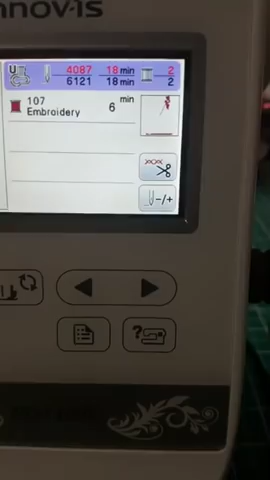 nnov-is
U 4087 18 min 2
6121 18 min 2
107 6 min
Embroidery
-/+
?